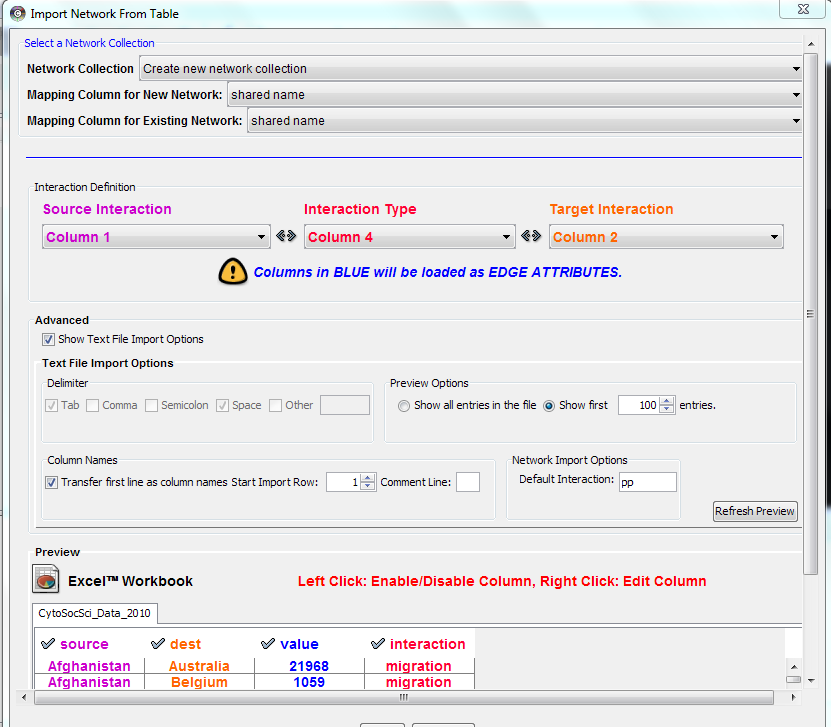 Import Network From Table
Select a Network Collection
Network Collection Create new network collection
Mapping Column for New Network: shared name
Mapping Column for Existing Network: shared name
Interaction Definition
Source Interaction Interaction Type Target Interaction
Column 1 Column 4 Column 2
Columns in BLUE will be loaded as EDGE ATTRIBUTES.
Advanced
Show Text File Import Options
Text File Import Options
Delimiter Preview Options
Tab Comma Semicolon Space Other Show all entries in the file Show first 100 entries.
Column Names Network Import Options
Transfer first line as column names Start Import Row: 1 Comment Line: Default Interaction: pp
Refresh Preview
Preview
Excel™ Workbook Left Click: Enable/Disable Column, Right Click: Edit Column
CytoSocSci_Data_2010
source dest value interaction
Afghanistan Australia 21968 migration
Afghanistan Belgium 1059 migration